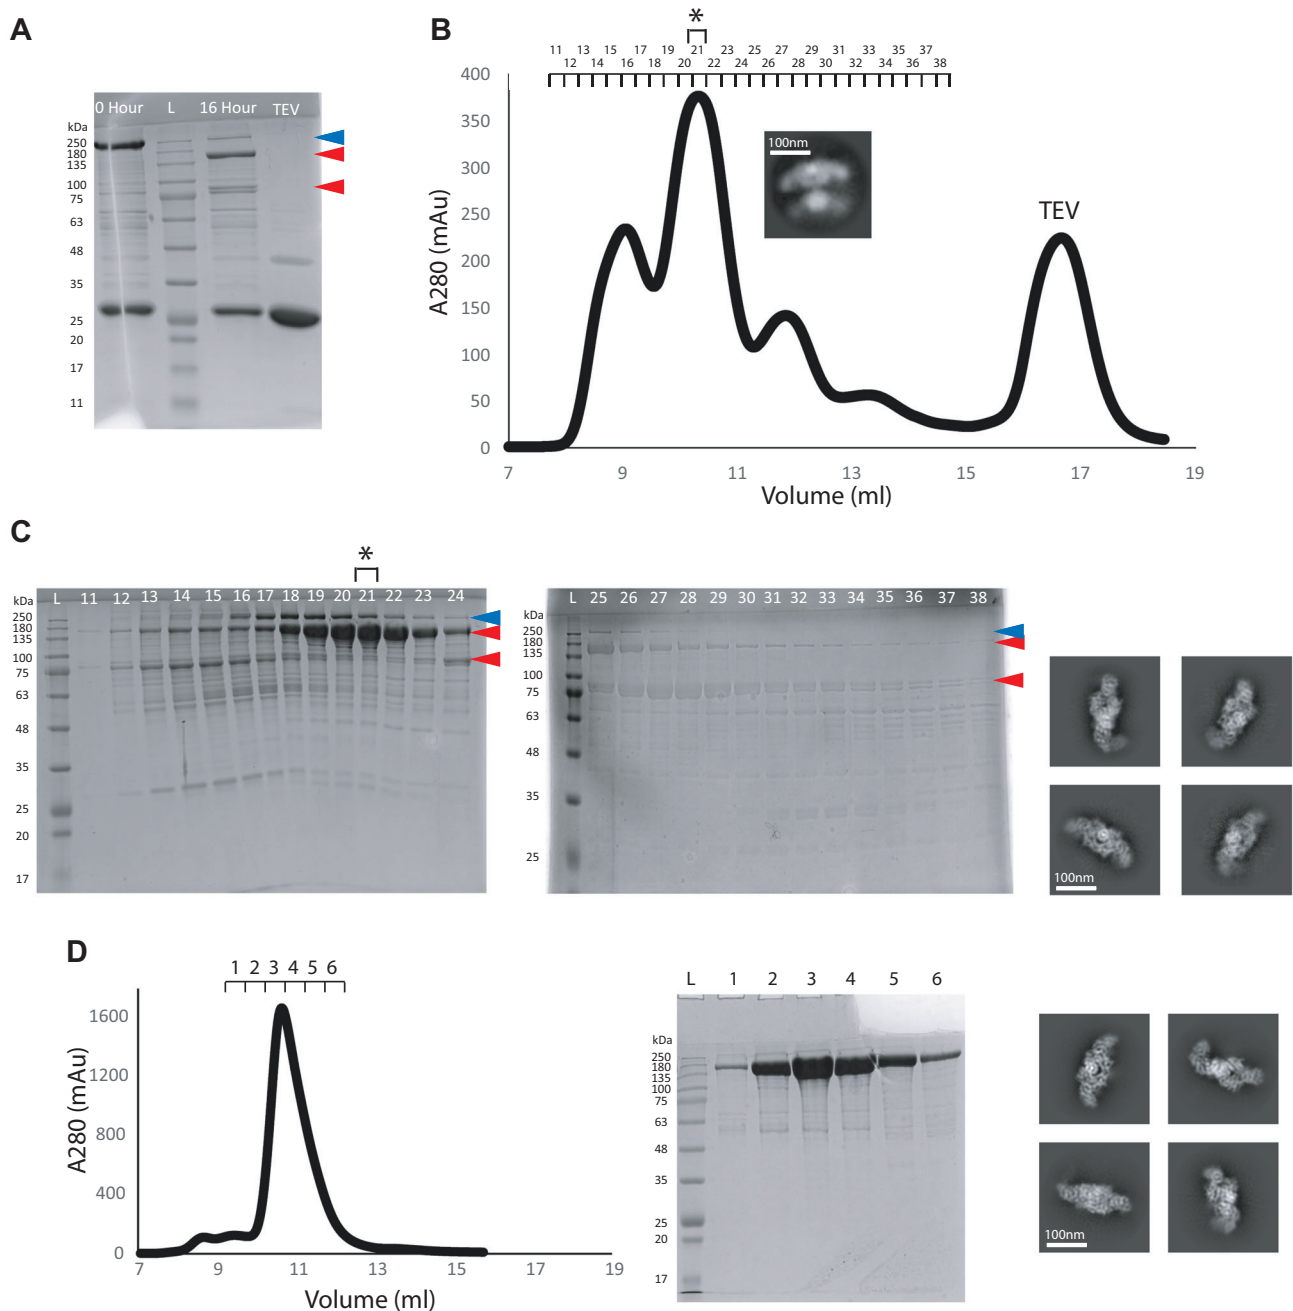 A
0 Hour L 16 Hour TEV
kDa
250
180
135
100
75
63
48
35
25
20
17
11
B
*
11 13 15 17 19 21 23 25 27 29 31 33 35 37
12 14 16 18 20 22 24 26 28 30 32 34 36 38
400
350
300
250
200
150
100
50
0
A280 (mAu)
100nm
TEV
7 9 11 13 15 17 19
Volume (ml)
C
*
kDa
L 11 12 13 14 15 16 17 18 19 20 21 22 23 24
250
180
135
100
75
63
48
35
25
20
17
kDa
L 25 26 27 28 29 30 31 32 33 34 35 36 37 38
250
180
135
100
75
63
48
35
25
100nm
D
1 2 3 4 5 6
1600
1200
800
400
0
A280 (mAu)
7 9 11 13 15 17 19
Volume (ml)
L 1 2 3 4 5 6
kDa
250
180
135
100
75
63
48
35
25
20
17
100nm